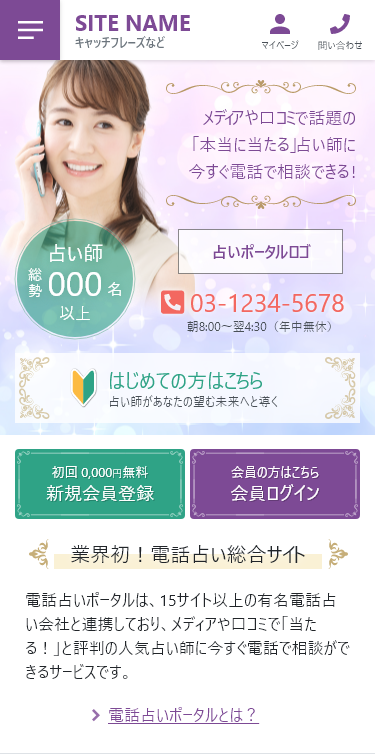 SITE NAME
キャッチフレーズなど
マイページ
問い合わせ
メディアや口コミで話題の
「本当に当たる」占い師に
今すぐ電話で相談できる!
占い師
総勢 000 名
以上
占いポータルロゴ
03-1234-5678
朝8:00〜翌4:30（年中無休）
はじめての方はこちら
占い師があなたの望む未来へと導く
初回 0,000円無料
新規会員登録
会員の方はこちら
会員ログイン
業界初！電話占い総合サイト
電話占いポータルは、15サイト以上の有名電話占
い会社と連携しており、メディアや口コミで「当た
る！」と評判の人気占い師に今すぐ電話で相談がで
きるサービスです。
電話占いポータルとは？